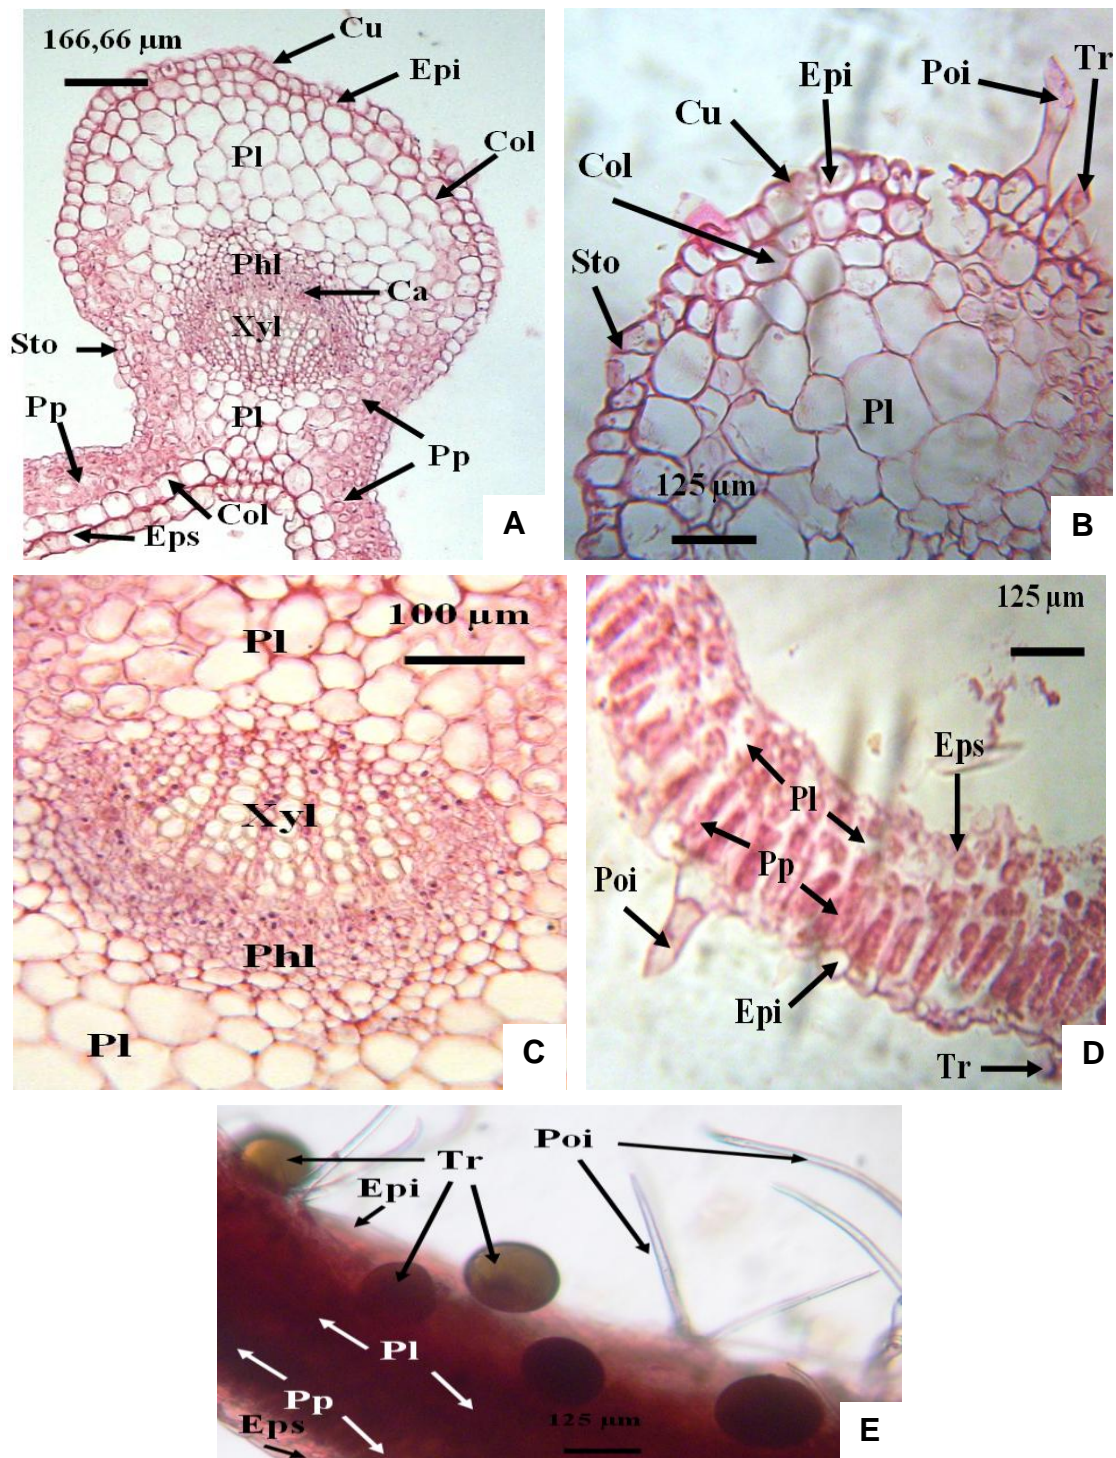 166,66 µm
Cu
Epi
Col
Pl
Phl
Ca
Xyl
Sto
Pp
Pl
Pp
Col
Eps
A
Tr
Poi
Epi
Cu
Col
Sto
Pl
125 µm
B
100 µm
Pl
Xyl
Phl
Pl
C
125 µm
Eps
Pl
Pp
Poi
Epi
Tr
D
Poi
Tr
Epi
Pl
Pp
Eps
125 µm
E